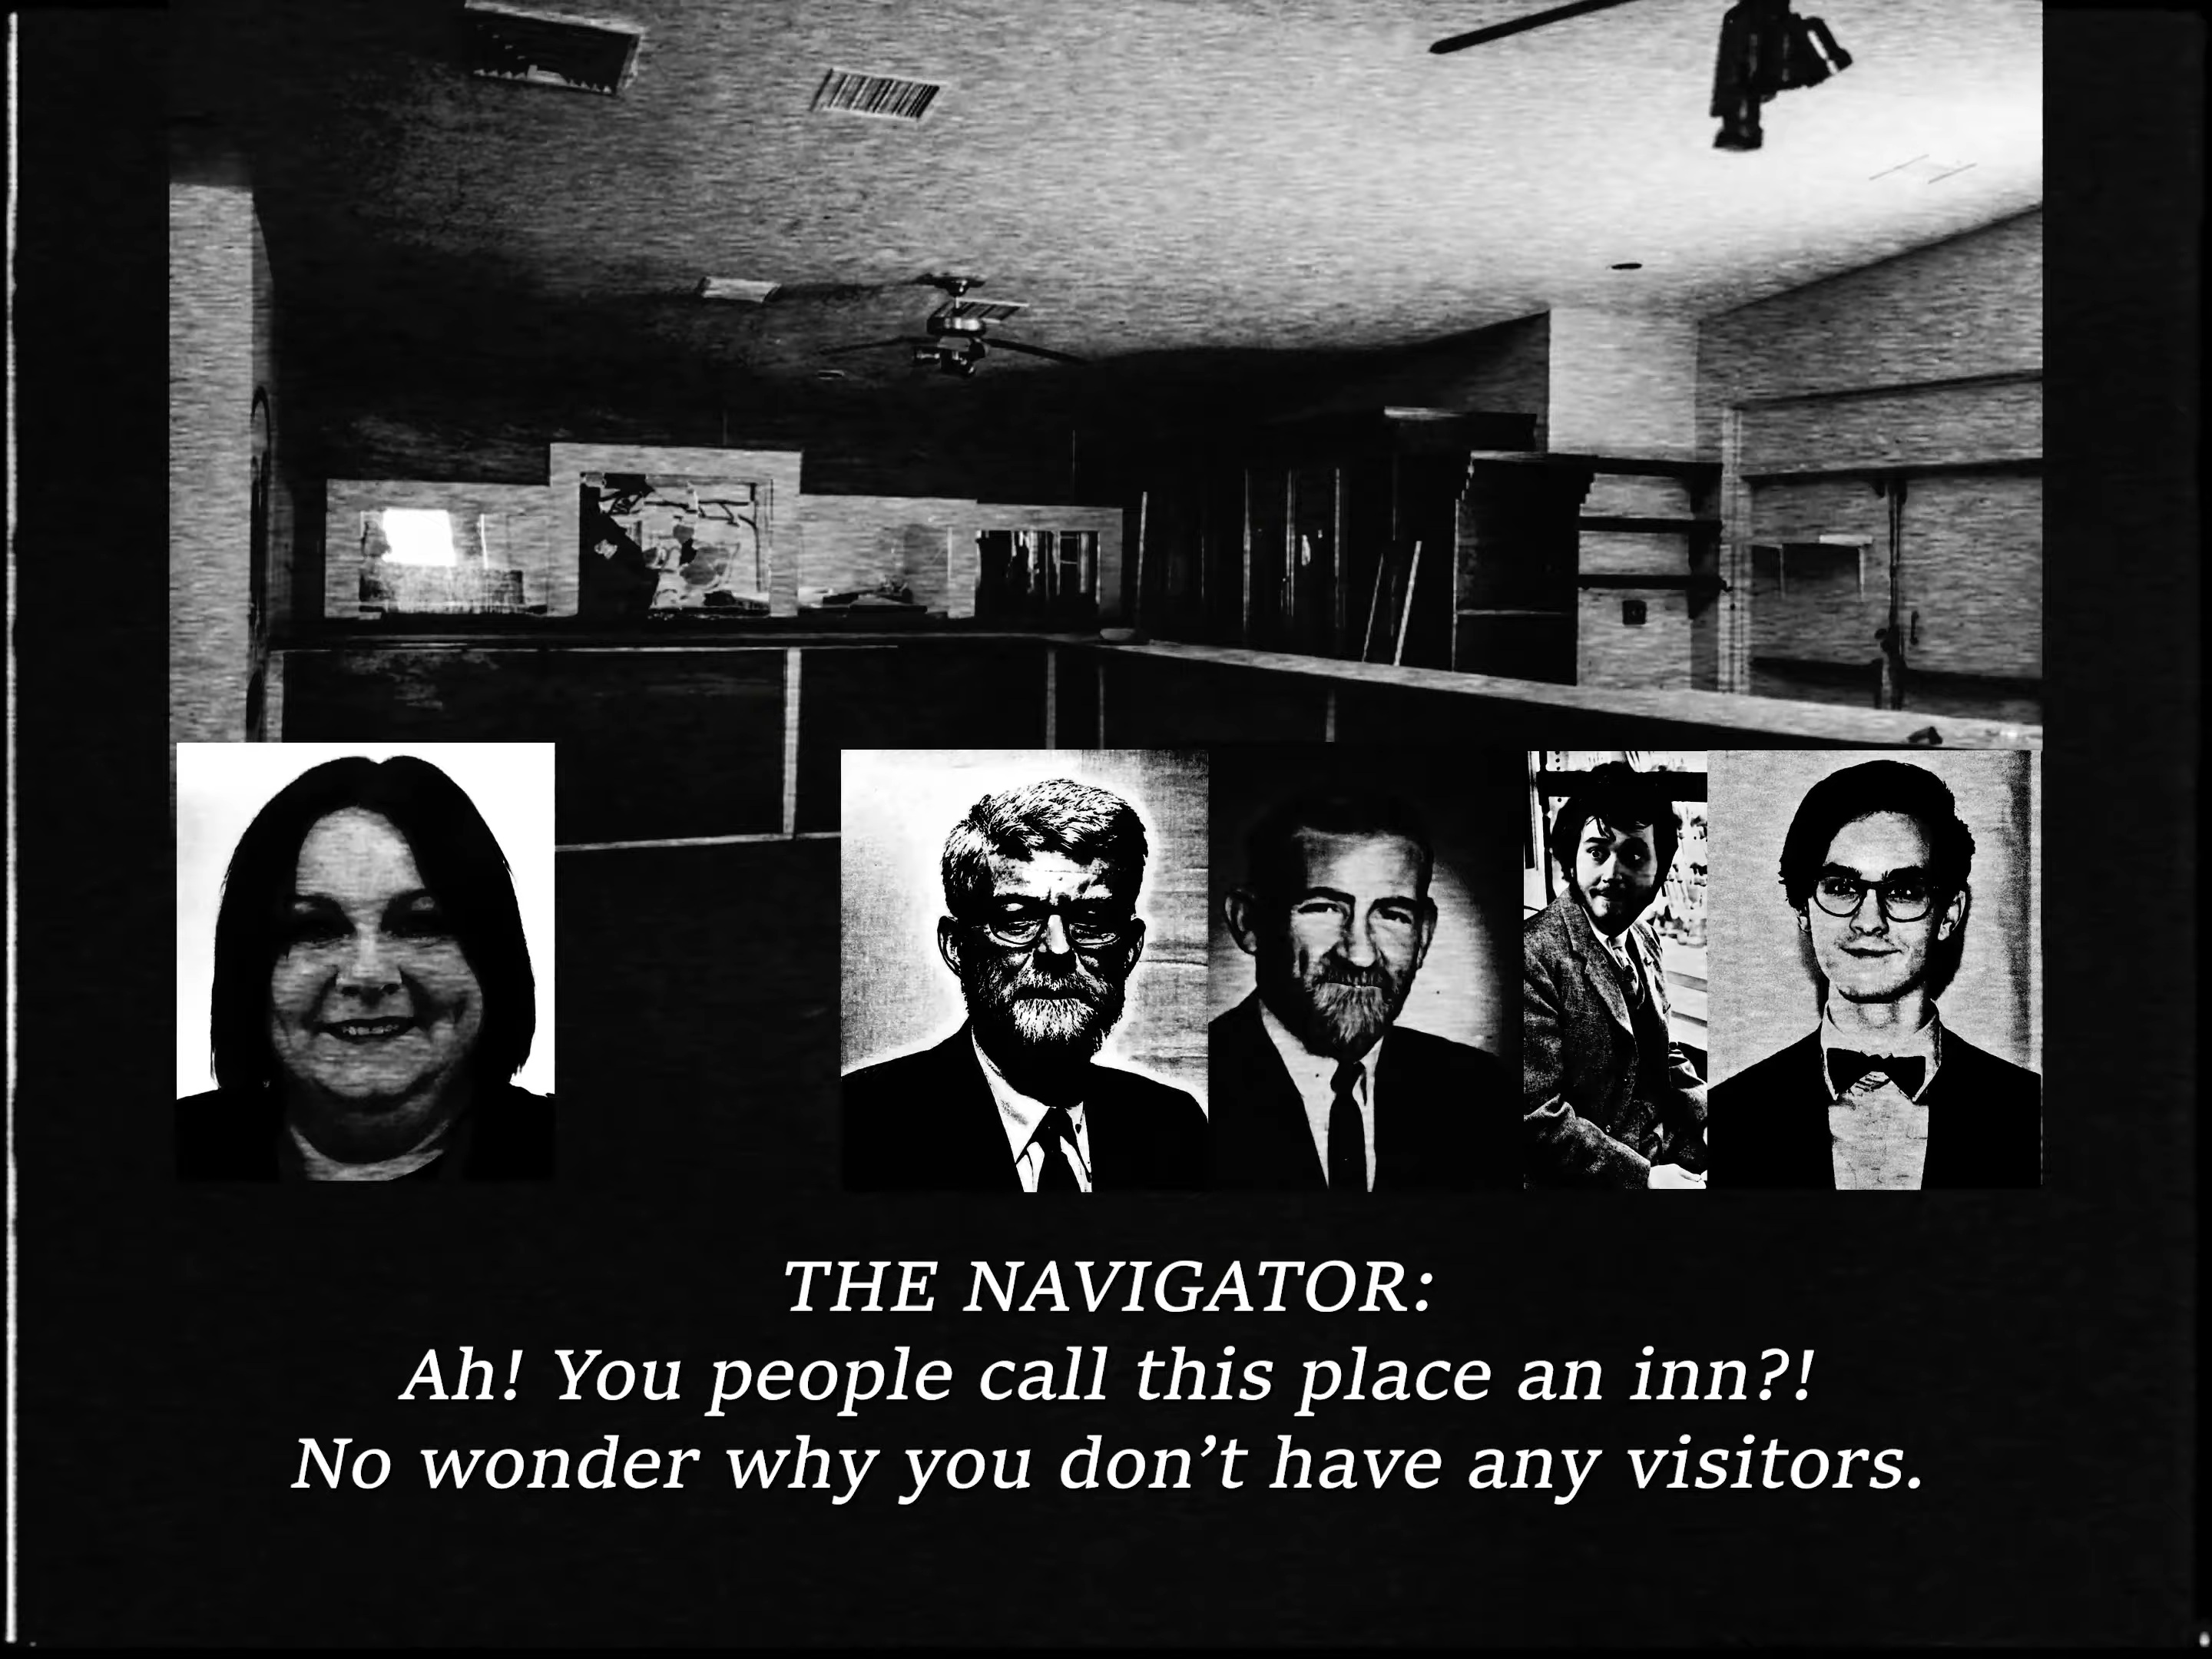 THE NAVIGATOR:
Ah! You people call this place an inn?!
No wonder why you don’t have any visitors.